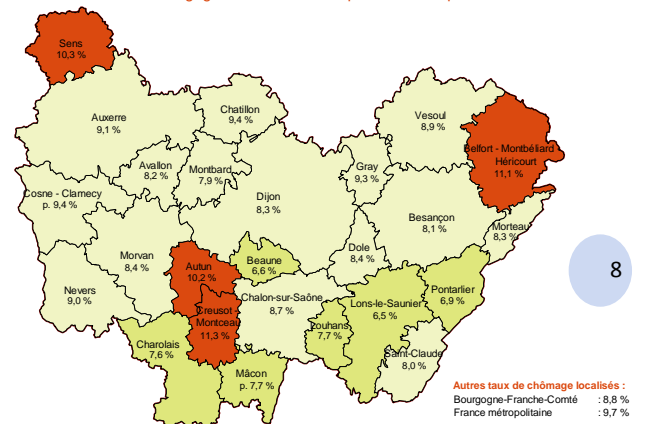 Sens
10,3 %
Auxerre
9,1 %
Chatillon
9,4 %
Vesoul
8,9 %
Belfort - Montbéliard
Héricourt
11,1 %
Avallon
8,2 %
Montbard
7,9 %
Gray
9,3 %
Cosne - Clamecy
p. 9,4 %
Dijon
8,3 %
Besançon
8,1 %
Morteau
8,3 %
Morvan
8,4 %
Autun
10,2 %
Beaune
6,6 %
Dole
8,4 %
Nevers
9,0 %
Creusot -
Montceau
11,3 %
Chalon-sur-Saône
8,7 %
Lons-le-Saunier
6,5 %
Pontarlier
6,9 %
Charolais
7,6 %
Louhans
7,7 %
Saint-Claude
8,0 %
Mâcon
p. 7,7 %
8
Autres taux de chômage localisés :
Bourgogne-Franche-Comté : 8,8 %
France métropolitaine : 9,7 %